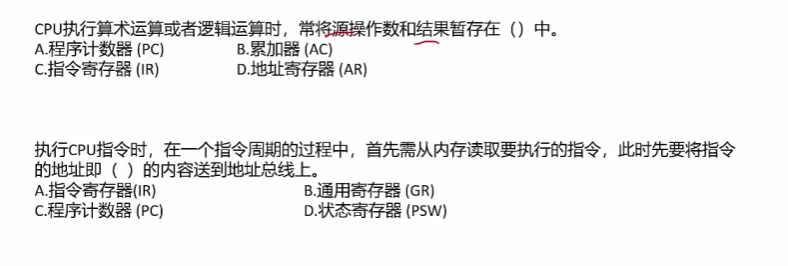 CPU执行算术运算或者逻辑运算时，常将源操作数和结果暂存在（）中。
A.程序计数器 (PC) B.累加器 (AC)
C.指令寄存器 (IR) D.地址寄存器 (AR)
执行CPU指令时，在一个指令周期的过程中，首先需从内存读取要执行的指令，此时先要将指令
的地址即（ ）的内容送到地址总线上。
A.指令寄存器(IR) B.通用寄存器 (GR)
C.程序计数器 (PC) D.状态寄存器 (PSW)